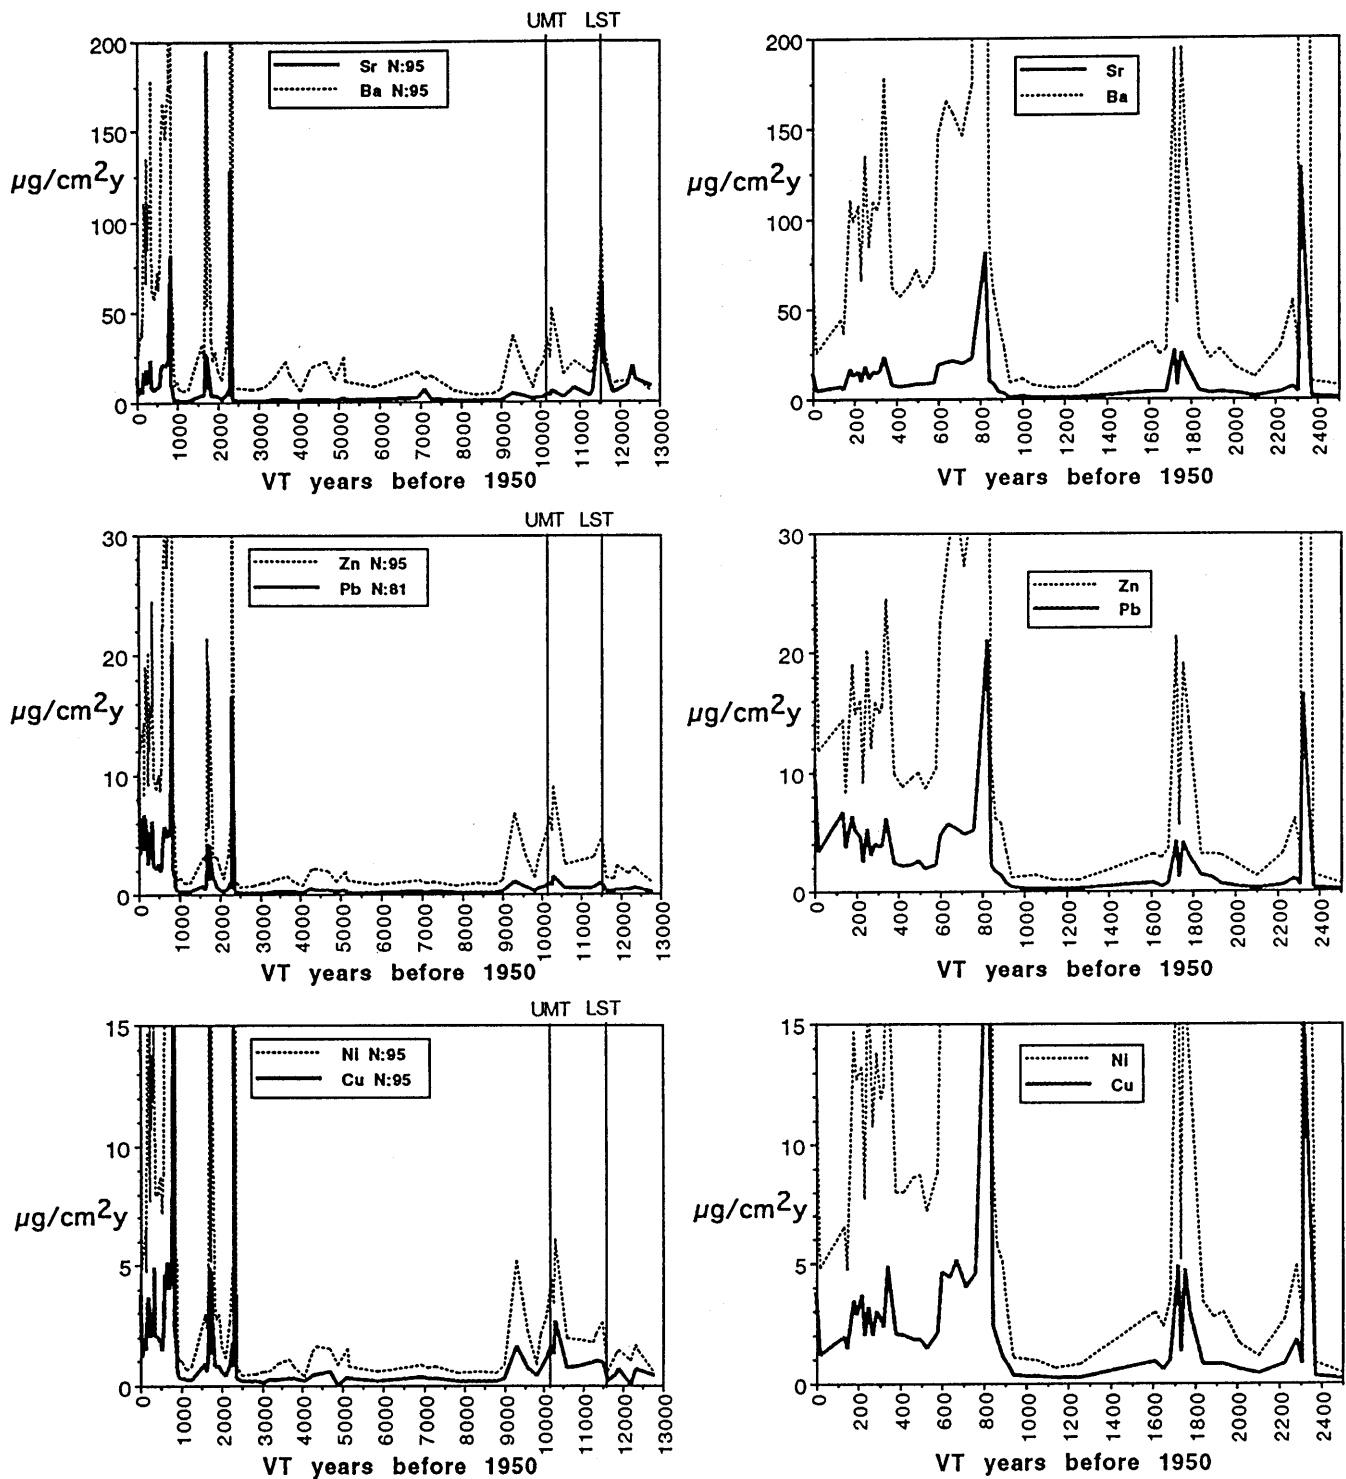 UMT LST
200
150
100
50
0
µg/cm2y
Sr N:95
Ba N:95
0 1000 2000 3000 4000 5000 6000 7000 8000 9000 10000 11000 12000 13000
VT years before 1950
200
150
100
50
0
µg/cm2y
Sr
Ba
0 200 400 600 800 1000 1200 1400 1600 1800 2000 2200 2400
VT years before 1950
UMT LST
30
20
10
0
µg/cm2y
Zn N:95
Pb N:81
0 1000 2000 3000 4000 5000 6000 7000 8000 9000 10000 11000 12000 13000
VT years before 1950
30
20
10
0
µg/cm2y
Zn
Pb
0 200 400 600 800 1000 1200 1400 1600 1800 2000 2200 2400
VT years before 1950
UMT LST
15
10
5
0
µg/cm2y
Ni N:95
Cu N:95
0 1000 2000 3000 4000 5000 6000 7000 8000 9000 10000 11000 12000 13000
VT years before 1950
15
10
5
0
µg/cm2y
Ni
Cu
0 200 400 600 800 1000 1200 1400 1600 1800 2000 2200 2400
VT years before 1950